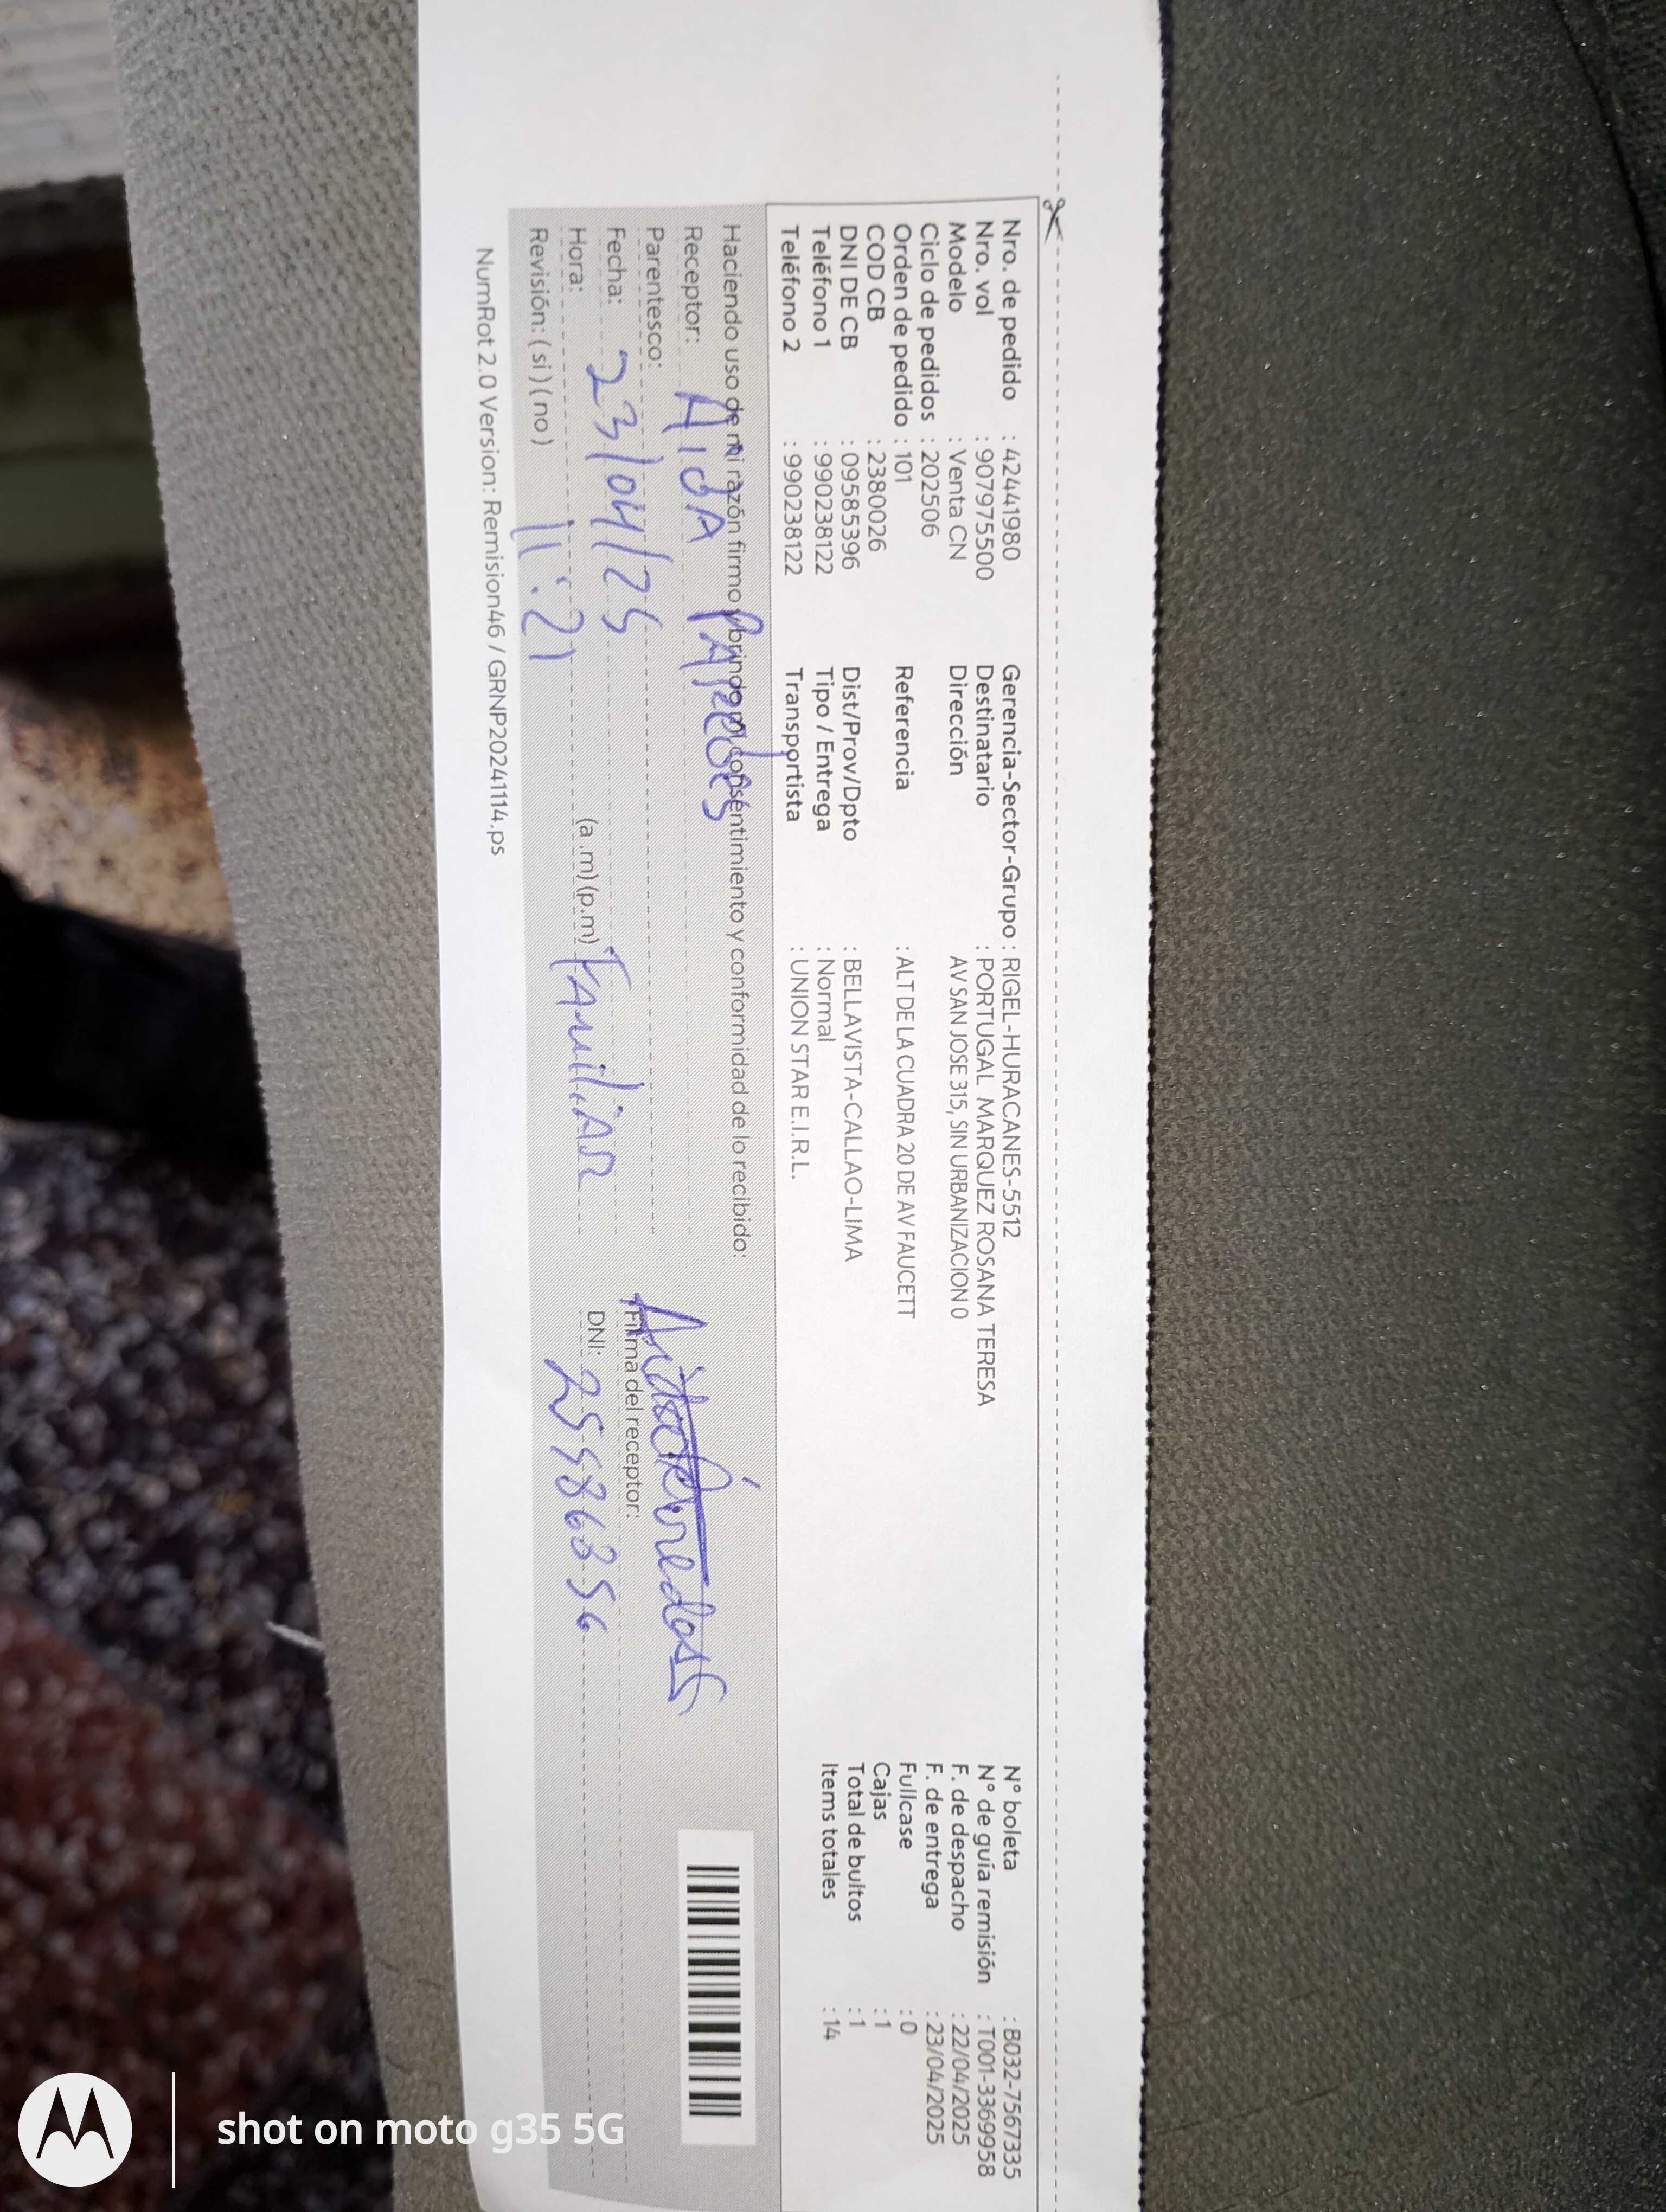 Nro. de pedido : 42441980
Nro. vol : 907975500
Modelo : Venta CN
Ciclo de pedidos : 202506
Orden de pedido : 101
COD CB : 2380026
DNI DE CB : 09585396
Teléfono 1 : 990238122
Teléfono 2 : 990238122
Gerencia-Sector-Grupo : RIGEL-HURACANES-5512
Destinatario : PORTUGAL MARQUEZ ROSANA TERESA
Dirección AV SAN JOSE 315, SIN URBANIZACION 0
Referencia : ALT DE LA CUADRA 20 DE AV FAUCETT
Dist/Prov/Dpto : BELLAVISTA-CALLAO-LIMA
Tipo / Entrega : Normal
Transportista : UNION STAR E.I.R.L.
N° boleta : B032-7567335
N° de guía remisión : T001-3369958
F. de despacho : 22/04/2025
F. de entrega : 23/04/2025
Fullcase : 0
Cajas : 1
Total de bultos : 1
Items totales : 14
Haciendo uso de mi razón firmo y brindo mi consentimiento y conformidad de lo recibido:
Receptor: AidA PAredes
Parentesco:
Fecha: 23/04/25
Hora: 11:21 (a.m) (p.m) FAmiliAR
Revisión: (si) (no)
Firma del receptor:
DNI: 25586356
NumRot 2.0 Version: Remision46 / GRNP20241114.ps
shot on moto g35 5G